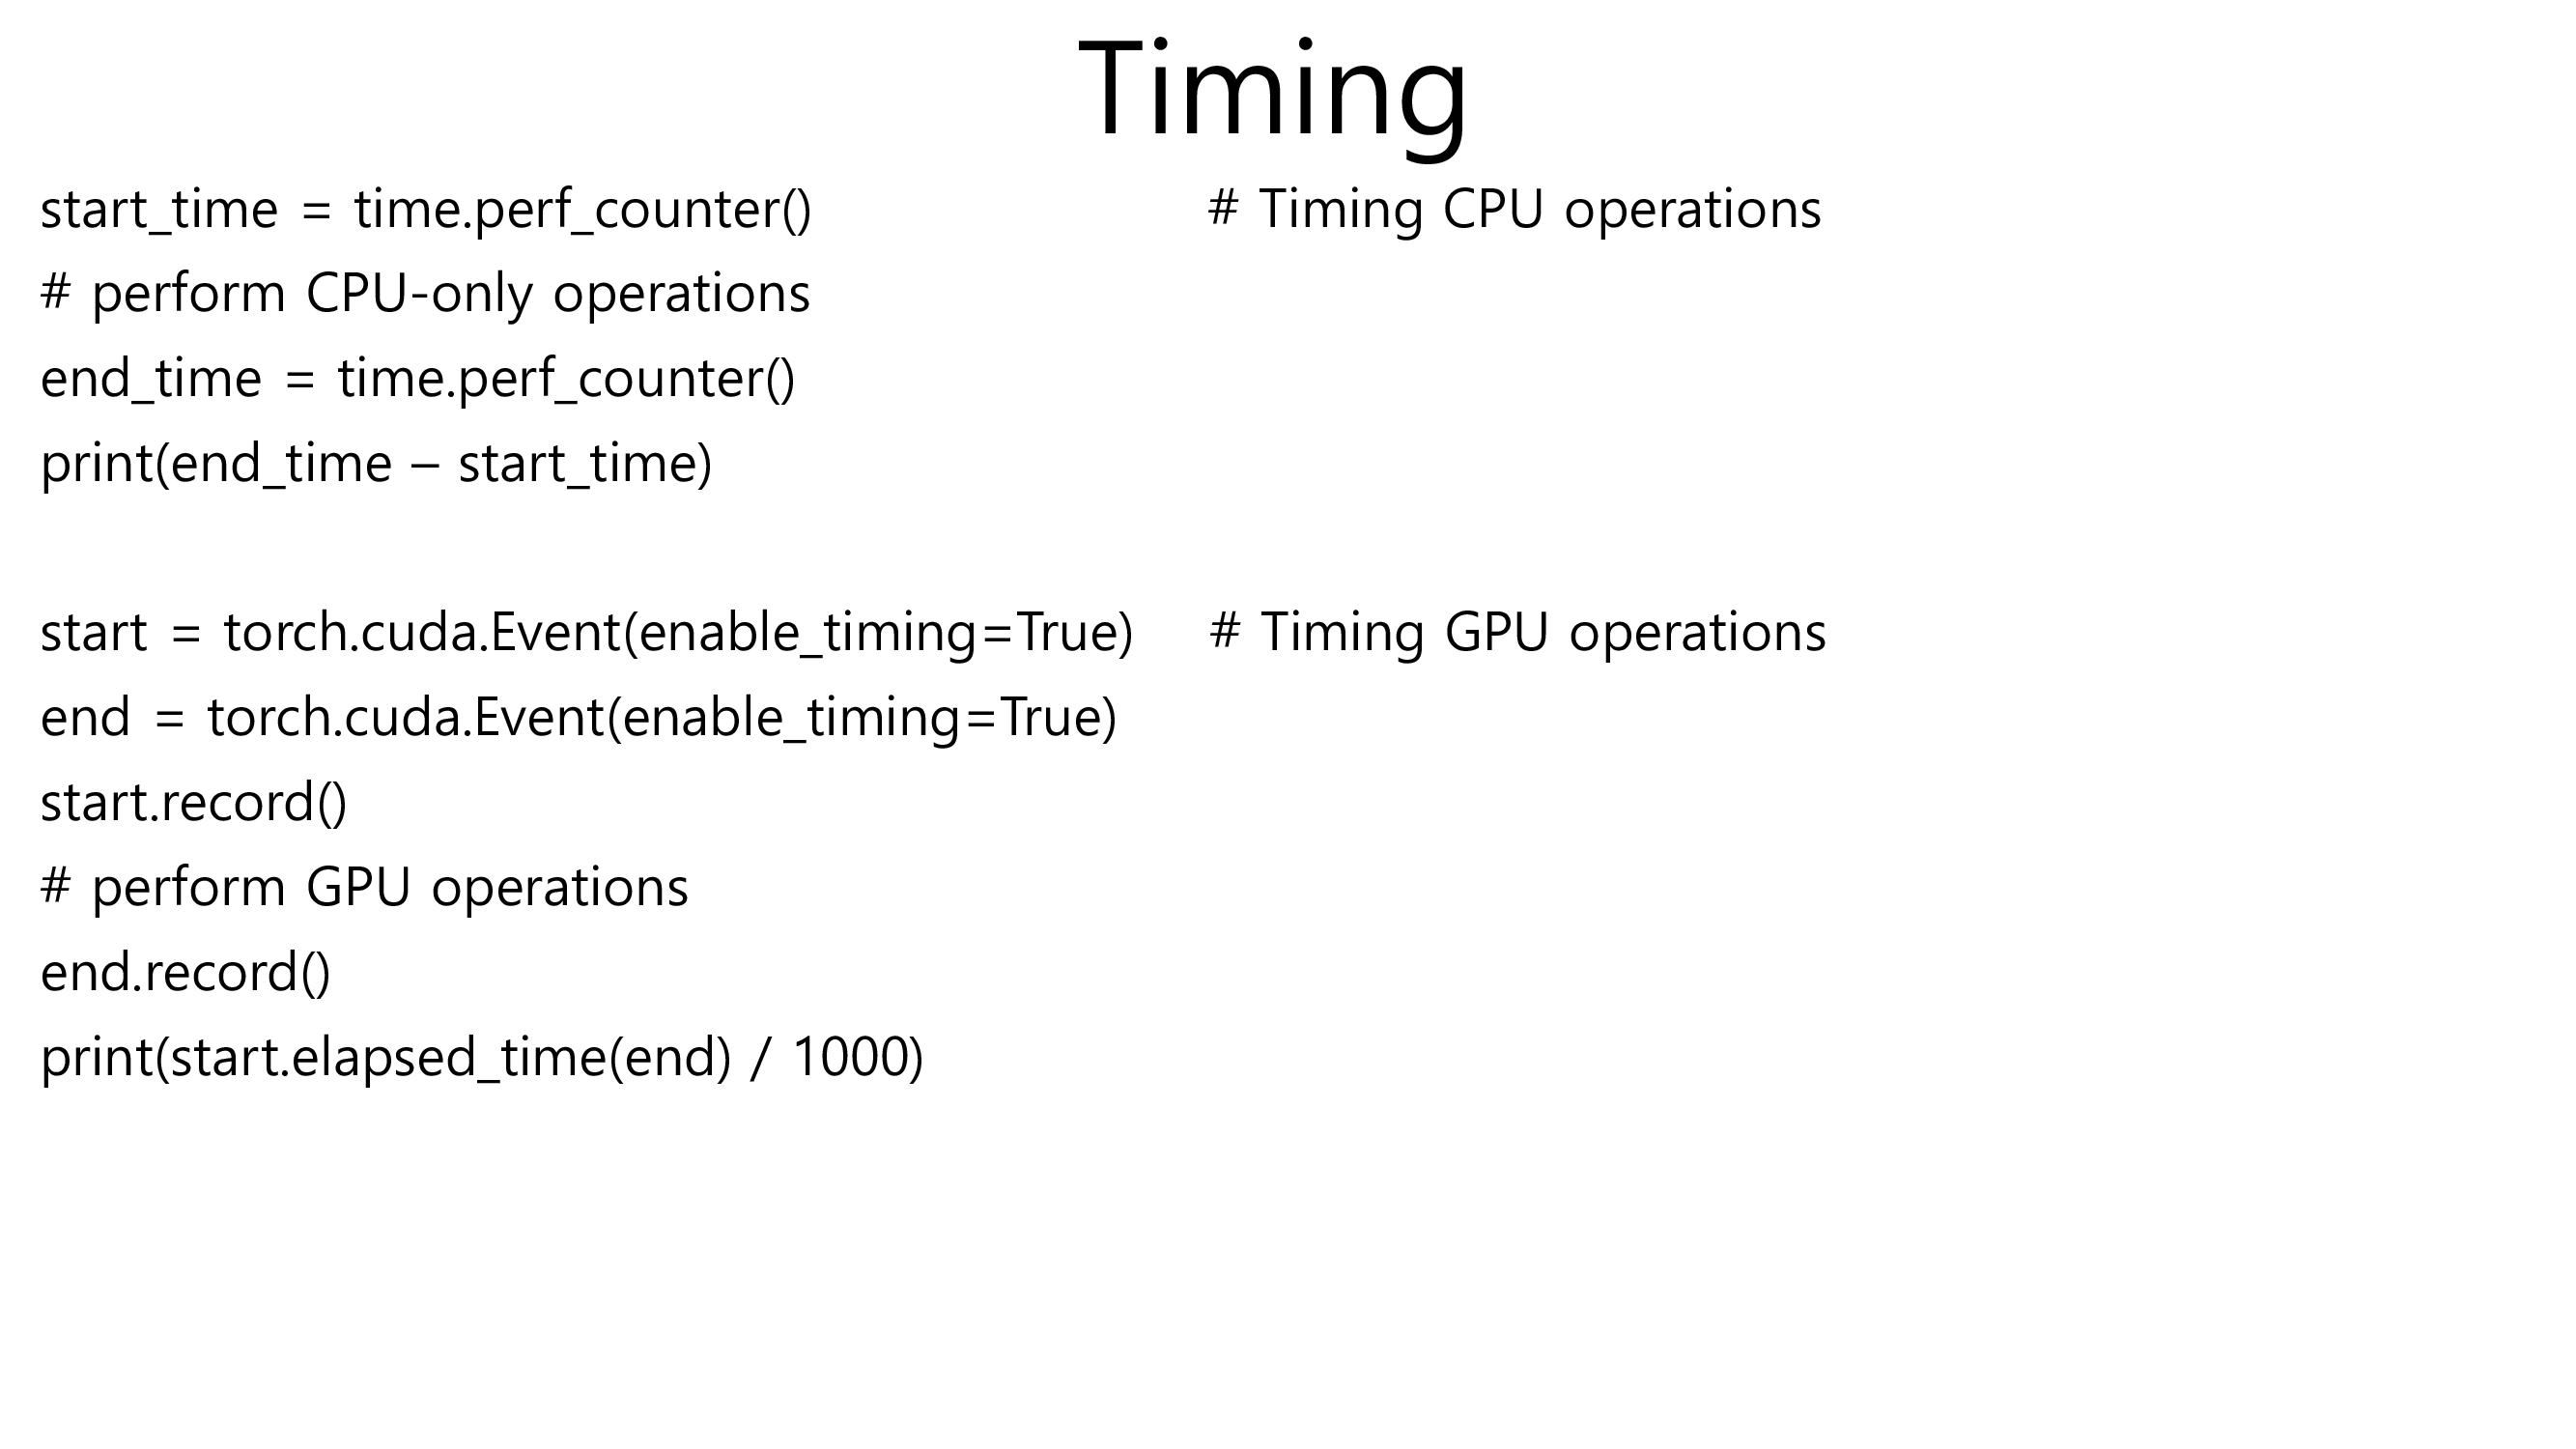 Timing
start_time = time.perf_counter() # Timing CPU operations
# perform CPU-only operations
end_time = time.perf_counter()
print(end_time – start_time)
start = torch.cuda.Event(enable_timing=True) # Timing GPU operations
end = torch.cuda.Event(enable_timing=True)
start.record()
# perform GPU operations
end.record()
print(start.elapsed_time(end) / 1000)